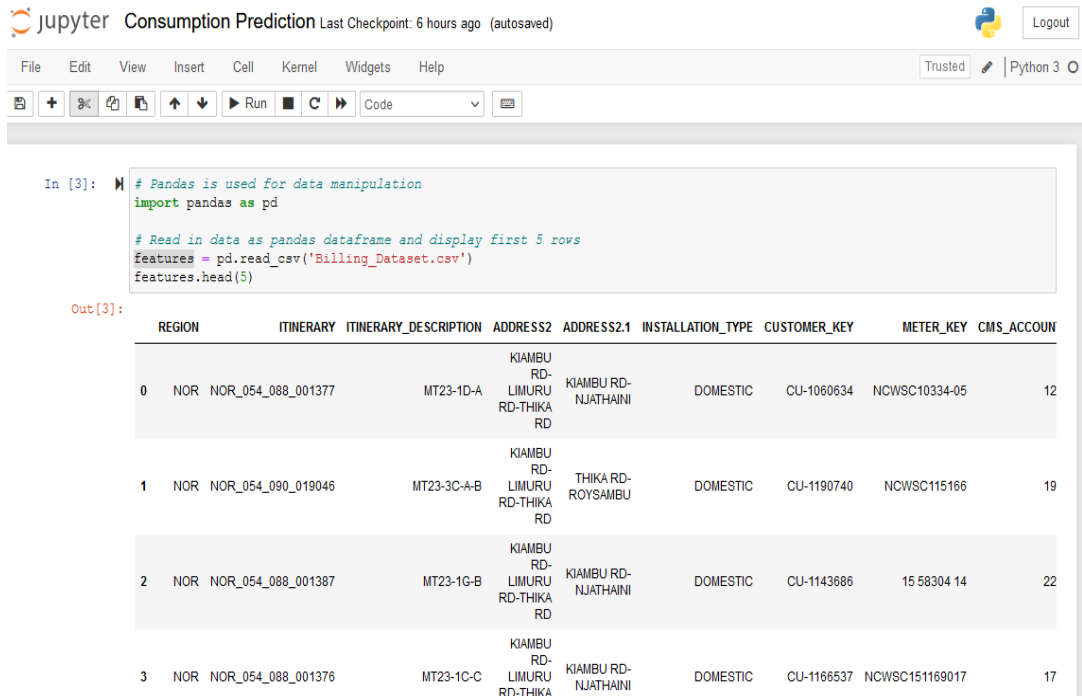 jupyter Consumption Prediction Last Checkpoint: 6 hours ago (autosaved)
Logout
File Edit View Insert Cell Kernel Widgets Help
Trusted Python 3 O
Run Code
In [3]: # Pandas is used for data manipulation
import pandas as pd
# Read in data as pandas dataframe and display first 5 rows
features = pd.read_csv('Billing_Dataset.csv')
features.head(5)
Out[3]:
REGION ITINERARY ITINERARY_DESCRIPTION ADDRESS2 ADDRESS2.1 INSTALLATION_TYPE CUSTOMER_KEY METER_KEY CMS_ACCOUN
0 NOR NOR_054_088_001377 MT23-1D-A KIAMBU RD-LIMURU RD-THIKA RD KIAMBU RD-NJATHAINI DOMESTIC CU-1060634 NCWSC10334-05 12
1 NOR NOR_054_090_019046 MT23-3C-A-B KIAMBU RD-LIMURU RD-THIKA RD THIKA RD-ROYSAMBU DOMESTIC CU-1190740 NCWSC115166 19
2 NOR NOR_054_088_001387 MT23-1G-B KIAMBU RD-LIMURU RD-THIKA RD KIAMBU RD-NJATHAINI DOMESTIC CU-1143686 15 58304 14 22
3 NOR NOR_054_088_001376 MT23-1C-C KIAMBU RD-LIMURU RD-THIKA KIAMBU RD-NJATHAINI DOMESTIC CU-1166537 NCWSC151169017 17